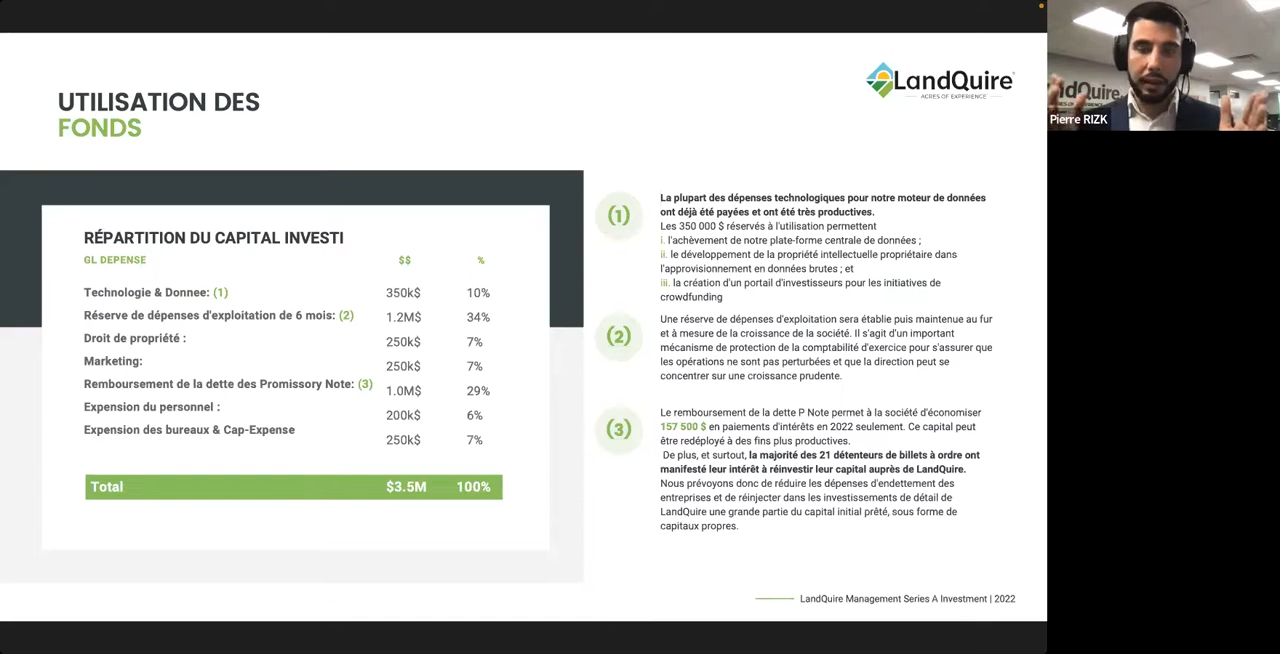 LandQuire
ACRES OF EXPERIENCE
UTILISATION DES
FONDS
Pierre RIZK
RÉPARTITION DU CAPITAL INVESTI
GL DEPENSE $$ %
Technologie & Donnee: (1) 350k$ 10%
Réserve de dépenses d'exploitation de 6 mois: (2) 1.2M$ 34%
Droit de propriété : 250k$ 7%
Marketing: 250k$ 7%
Remboursement de la dette des Promissory Note: (3) 1.0M$ 29%
Expension du personnel : 200k$ 6%
Expension des bureaux & Cap-Expense 250k$ 7%
Total $3.5M 100%
(1)
La plupart des dépenses technologiques pour notre moteur de données
ont déjà été payées et ont été très productives.
Les 350 000 $ réservés à l'utilisation permettent
i. l'achèvement de notre plate-forme centrale de données ;
ii. le développement de la propriété intellectuelle propriétaire dans
l'approvisionnement en données brutes ; et
iii. la création d'un portail d'investisseurs pour les initiatives de
crowdfunding
(2)
Une réserve de dépenses d'exploitation sera établie puis maintenue au fur
et à mesure de la croissance de la société. Il s'agit d'un important
mécanisme de protection de la comptabilité d'exercice pour s'assurer que
les opérations ne sont pas perturbées et que la direction peut se
concentrer sur une croissance prudente.
(3)
Le remboursement de la dette P Note permet à la société d'économiser
157 500 $ en paiements d'intérêts en 2022 seulement. Ce capital peut
être redéployé à des fins plus productives.
De plus, et surtout, la majorité des 21 détenteurs de billets à ordre ont
manifesté leur intérêt à réinvestir leur capital auprès de LandQuire.
Nous prévoyons donc de réduire les dépenses d'endettement des
entreprises et de réinjecter dans les investissements de détail de
LandQuire une grande partie du capital initial prêté, sous forme de
capitaux propres.
LandQuire Management Series A Investment | 2022